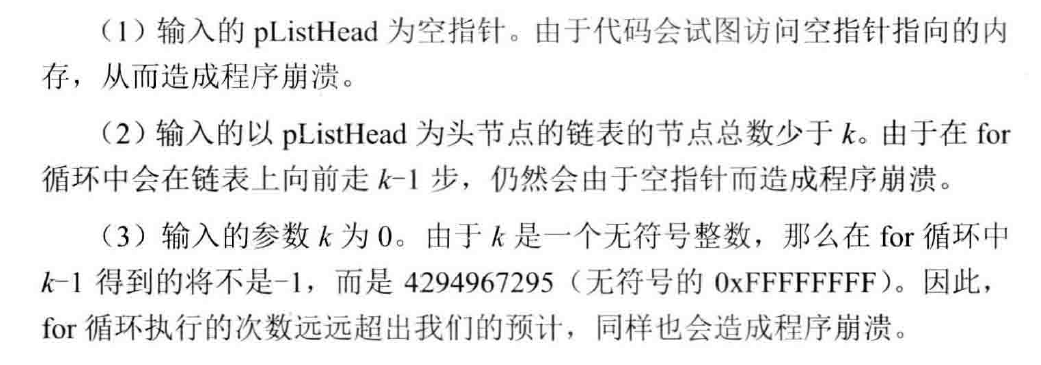 （1）输入的 pListHead 为空指针。由于代码会试图访问空指针指向的内
存，从而造成程序崩溃。
（2）输入的以 pListHead 为头节点的链表的节点总数少于 k。由于在 for
循环中会在链表上向前走 k-1 步，仍然会由于空指针而造成程序崩溃。
（3）输入的参数 k 为 0。由于 k 是一个无符号整数，那么在 for 循环中
k-1 得到的将不是-1，而是 4294967295（无符号的 0xFFFFFFFF）。因此，
for 循环执行的次数远远超出我们的预计，同样也会造成程序崩溃。